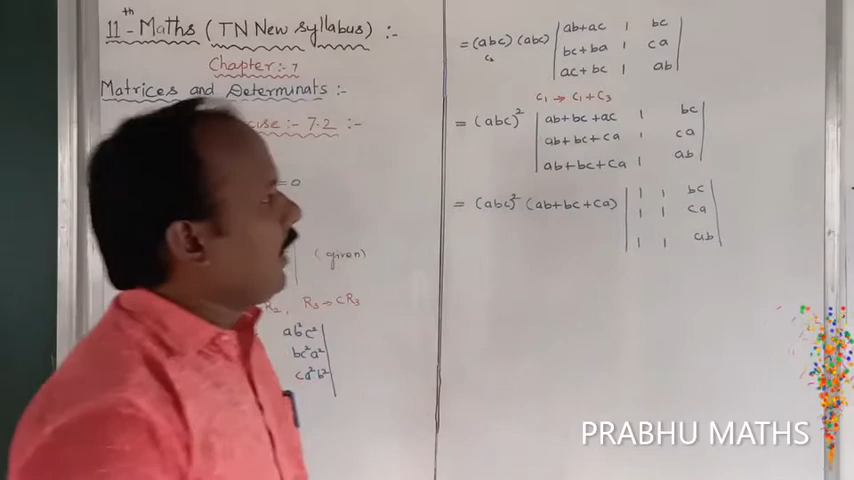 11th - Maths (TN New syllabus) :-
Chapter :- 7
Matrices and Determinats :-
cise :- 7.2 :-
= 0
(given)
R2, R3 → CR3
ab²c²
bc²a²
ca²b²
= (abc) (abc) | ab+ac 1 bc |
| bc+ba 1 ca |
| ac+bc 1 ab |
C1 → C1 + C3
= (abc)² | ab+bc+ac 1 bc |
| ab+bc+ca 1 ca |
| ab+bc+ca 1 ab |
= (abc)² (ab+bc+ca) | 1 1 bc |
| 1 1 ca |
| 1 1 ab |
PRABHU MATHS